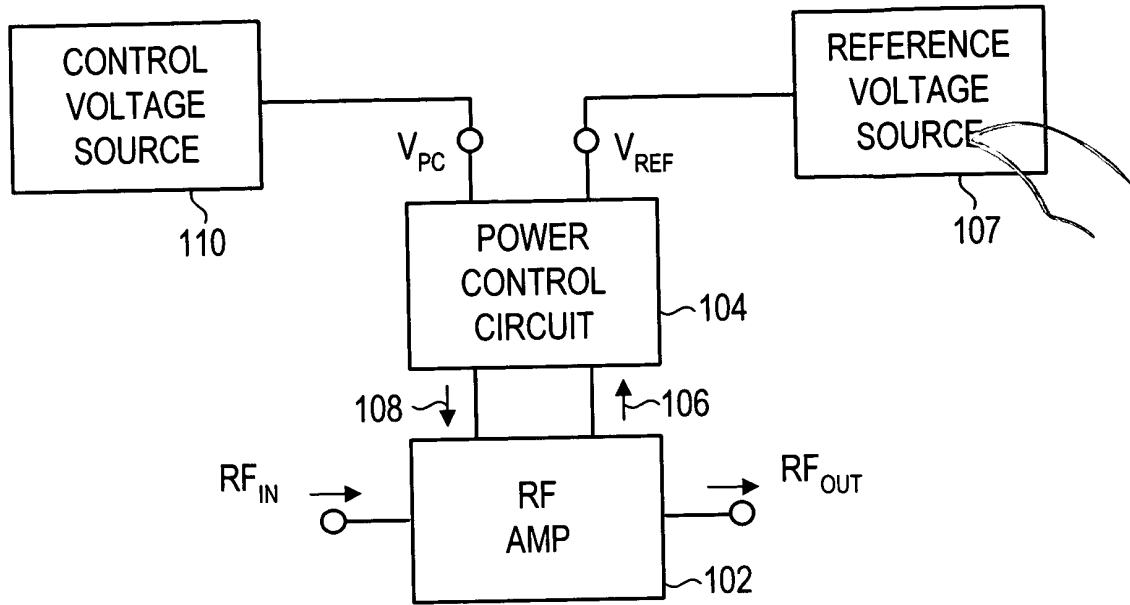 CONTROL
VOLTAGE
SOURCE
110
REFERENCE
VOLTAGE
SOURCE
107
V_PC
V_REF
POWER
CONTROL
CIRCUIT
104
108
106
RF_IN
RF
AMP
RF_OUT
102